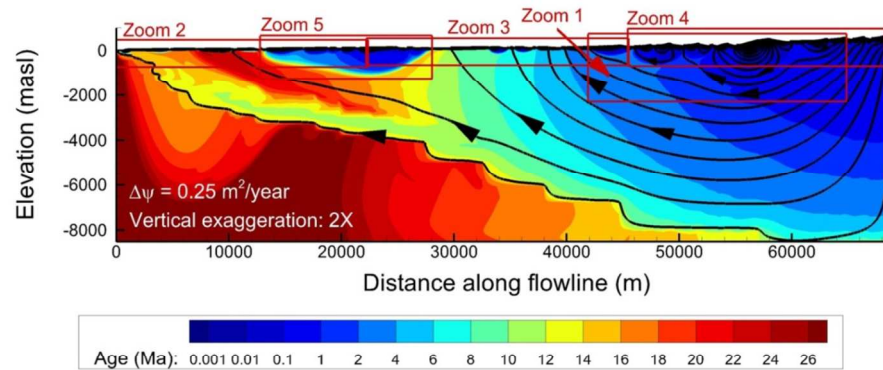 Zoom 2 Zoom 5 Zoom 3 Zoom 1 Zoom 4
Elevation (masl)
0
-2000
-4000
-6000
-8000
Δψ = 0.25 m²/year
Vertical exaggeration: 2X
0 10000 20000 30000 40000 50000 60000
Distance along flowline (m)
Age (Ma): 0.001 0.01 0.1 1 2 4 6 8 10 12 14 16 18 20 22 24 26